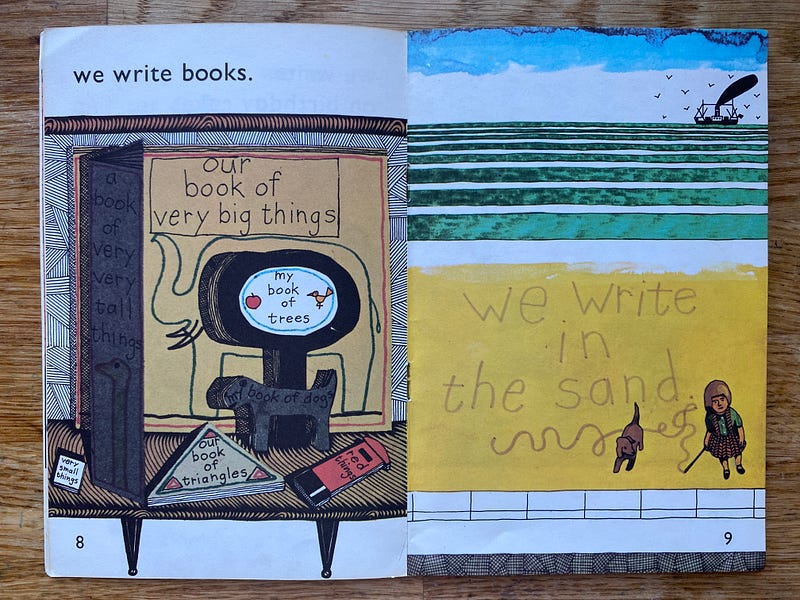 we write books.
our
book of
very big things
a
book
of
very
very
tall
things
my
book
of
trees
my book of dogs
our
book
of
triangles
red
things
very
small
things
8
we write
in
the sand.
9